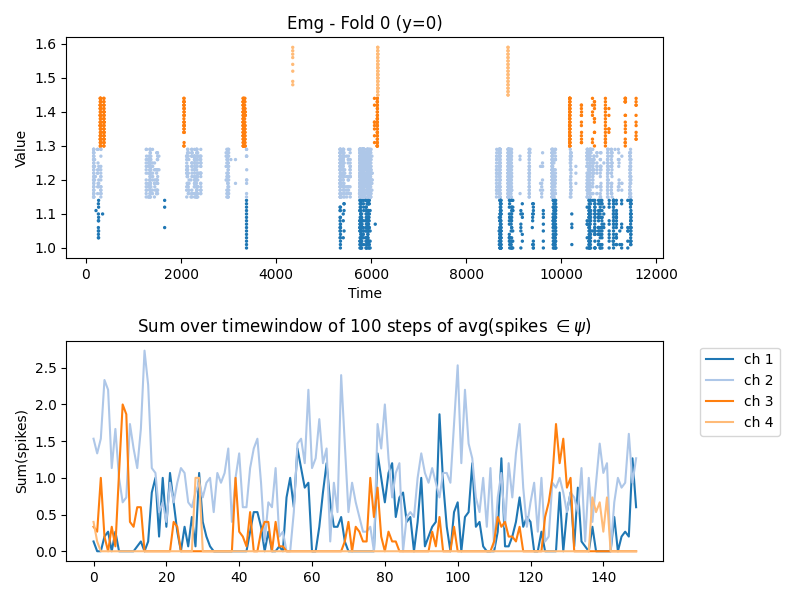 Emg - Fold 0 (y=0)
1.6
1.5
1.4
1.3
1.2
1.1
1.0
Value
0 2000 4000 6000 8000 10000 12000
Time
Sum over timewindow of 100 steps of avg(spikes ∈ ψ)
2.5
2.0
1.5
1.0
0.5
0.0
Sum(spikes)
0 20 40 60 80 100 120 140
ch 1
ch 2
ch 3
ch 4